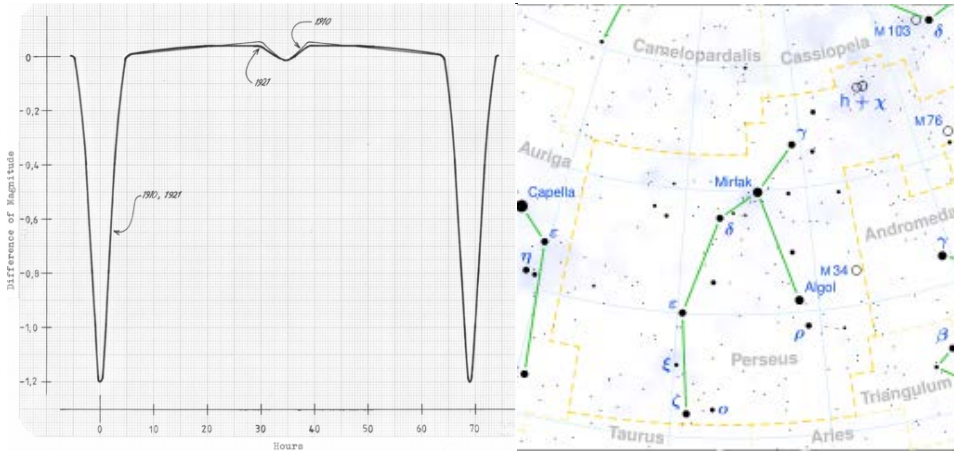 0
-0,2
-0,4
-0,6
-0,8
-1,0
-1,2
Difference of Magnitude
1910
1921
1910, 1921
0
10
20
30
40
50
60
70
Hours
Camelopardalis
Cassiopeia
M 103
δ
h + χ
M 76
Auriga
γ
Mirfak
Capella
ε
η
δ
Andromeda
γ
M 34
Algol
ε
ρ
β
ξ
Perseus
Triangulum
ζ
ο
Taurus
Aries